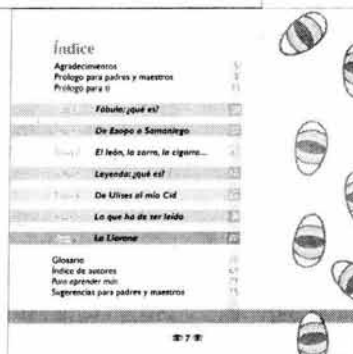 Índice
Agradecimientos
Prólogo para padres y maestros
Prólogo para ti
Fábula: ¿qué es?
De Esopo a Samaniego
El león, la zorra, la cigarra...
Leyenda: ¿qué es?
De Ulises al mío Cid
Lo que ha de ser leído
La Llorona
Glosario
Índice de autores
Para aprender más
Sugerencias para padres y maestros
7